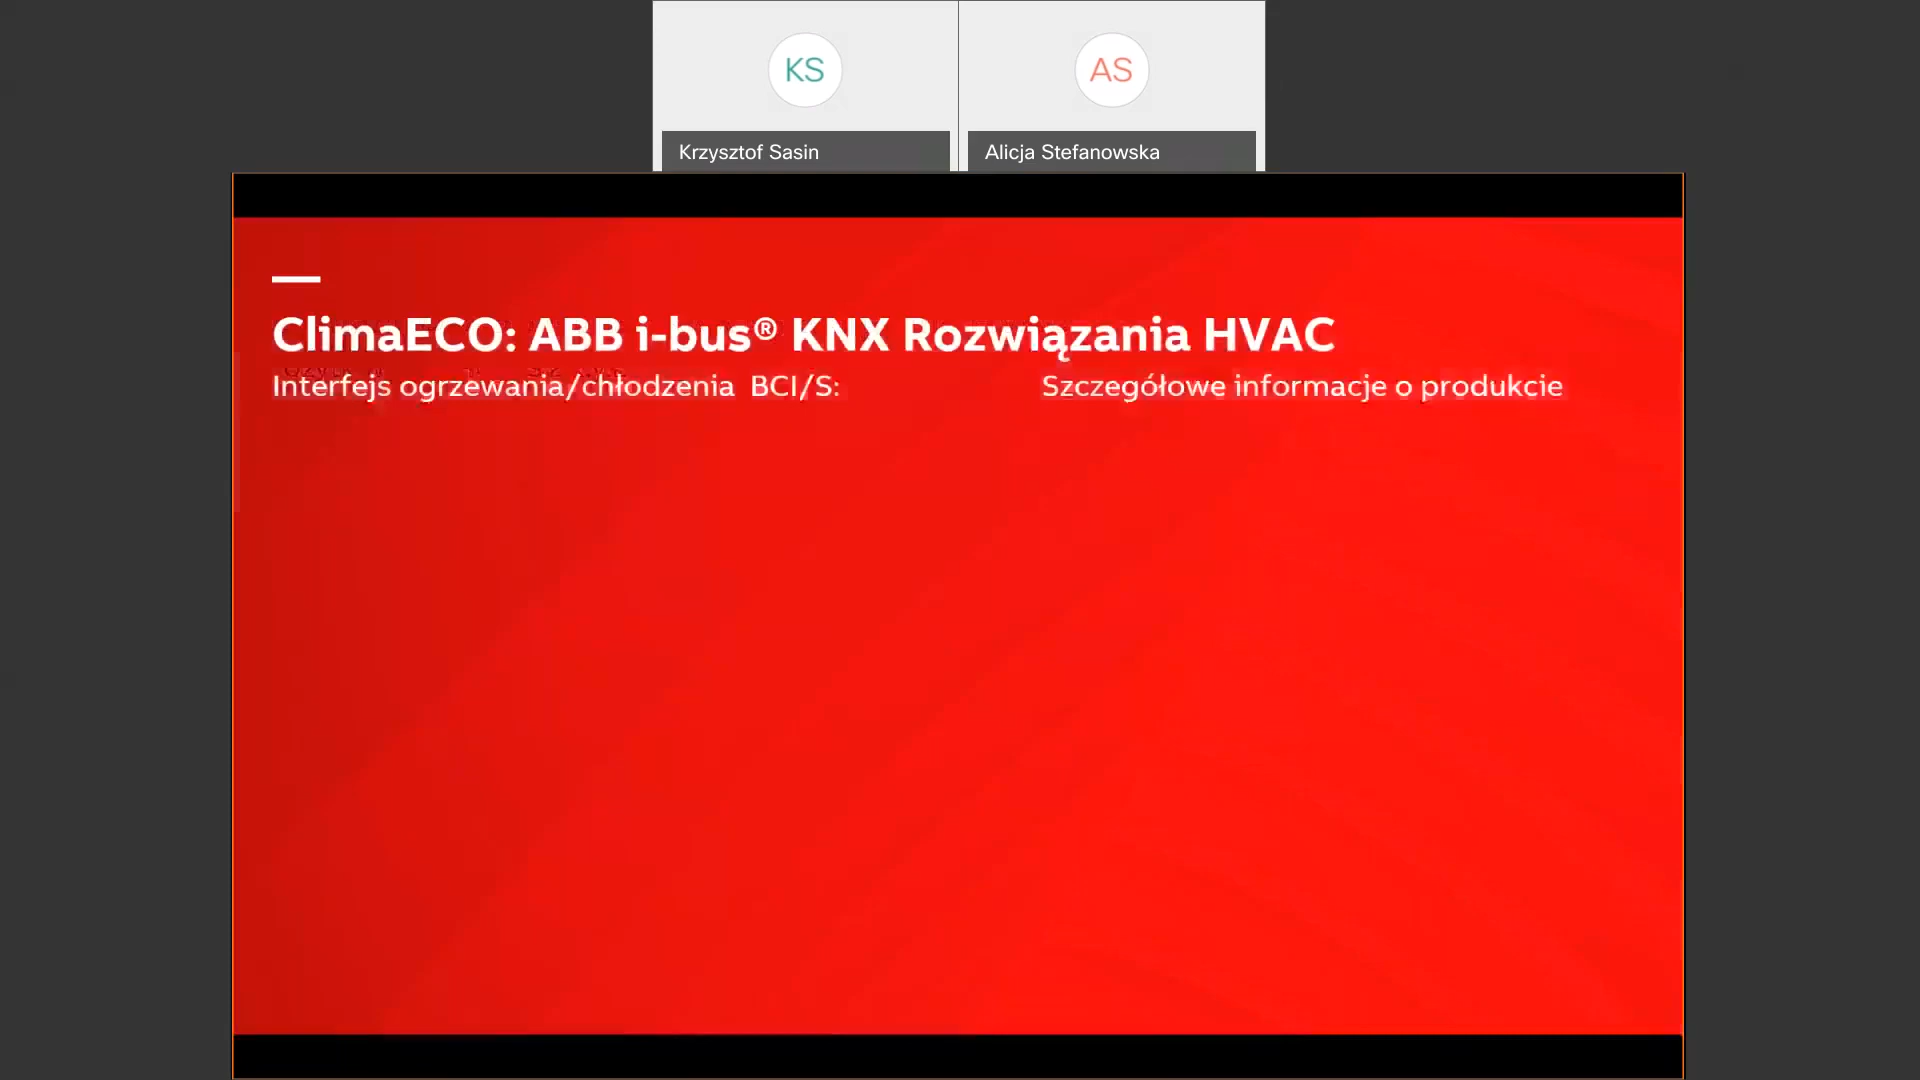 KS
AS
Krzysztof Sasin
Alicja Stefanowska
ClimaECO: ABB i-bus® KNX Rozwiązania HVAC
Interfejs ogrzewania/chłodzenia BCI/S: Szczegółowe informacje o produkcie